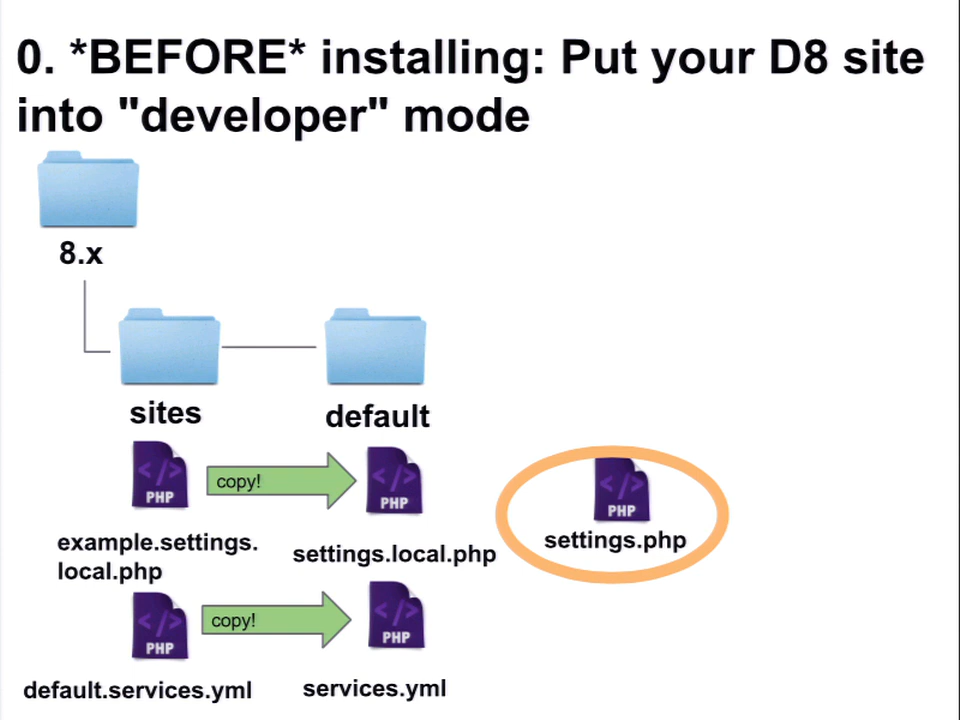 0. *BEFORE* installing: Put your D8 site
into "developer" mode
8.x
sites
default
</>
PHP
copy!
</>
PHP
</>
PHP
example.settings.
local.php
settings.local.php
settings.php
</>
PHP
copy!
</>
PHP
default.services.yml
services.yml